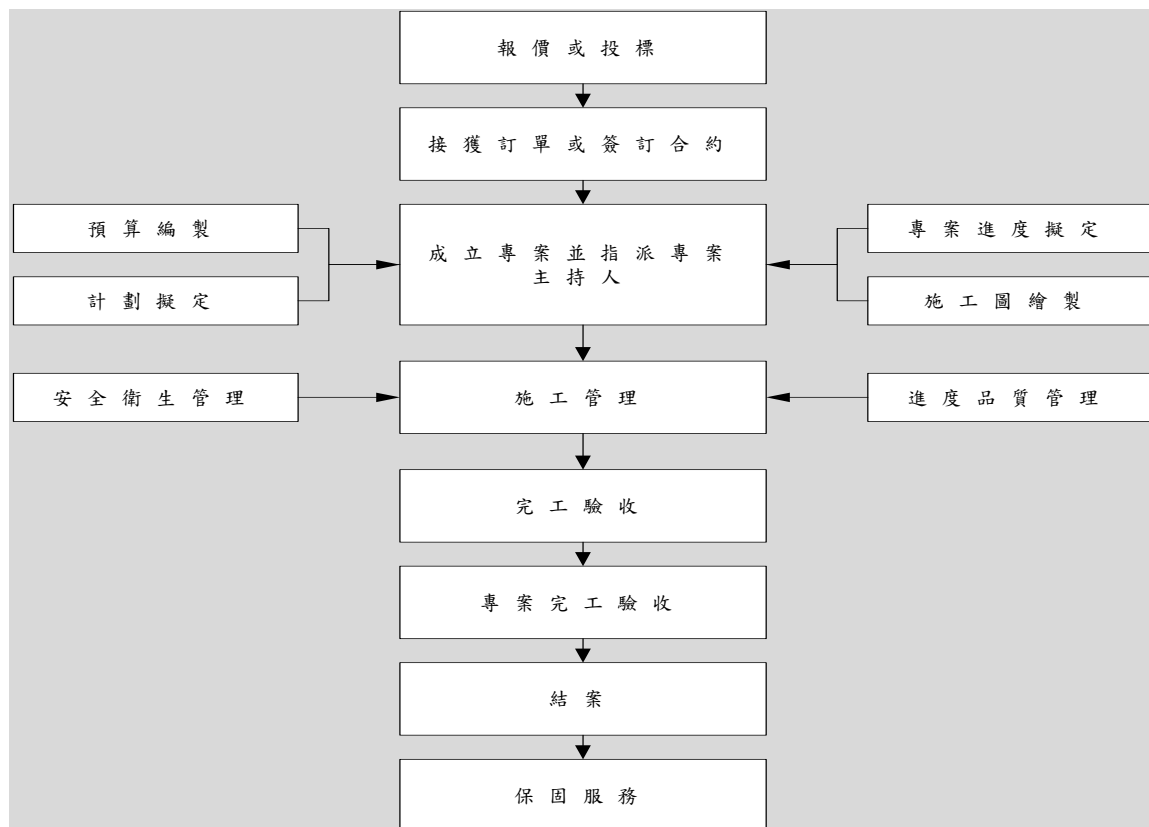 報價或投標
接獲訂單或簽訂合約
預算編製
成立專案並指派專案
主持人
專案進度擬定
計劃擬定
施工圖繪製
安全衛生管理
施工管理
進度品質管理
完工驗收
專案完工驗收
結案
保固服務